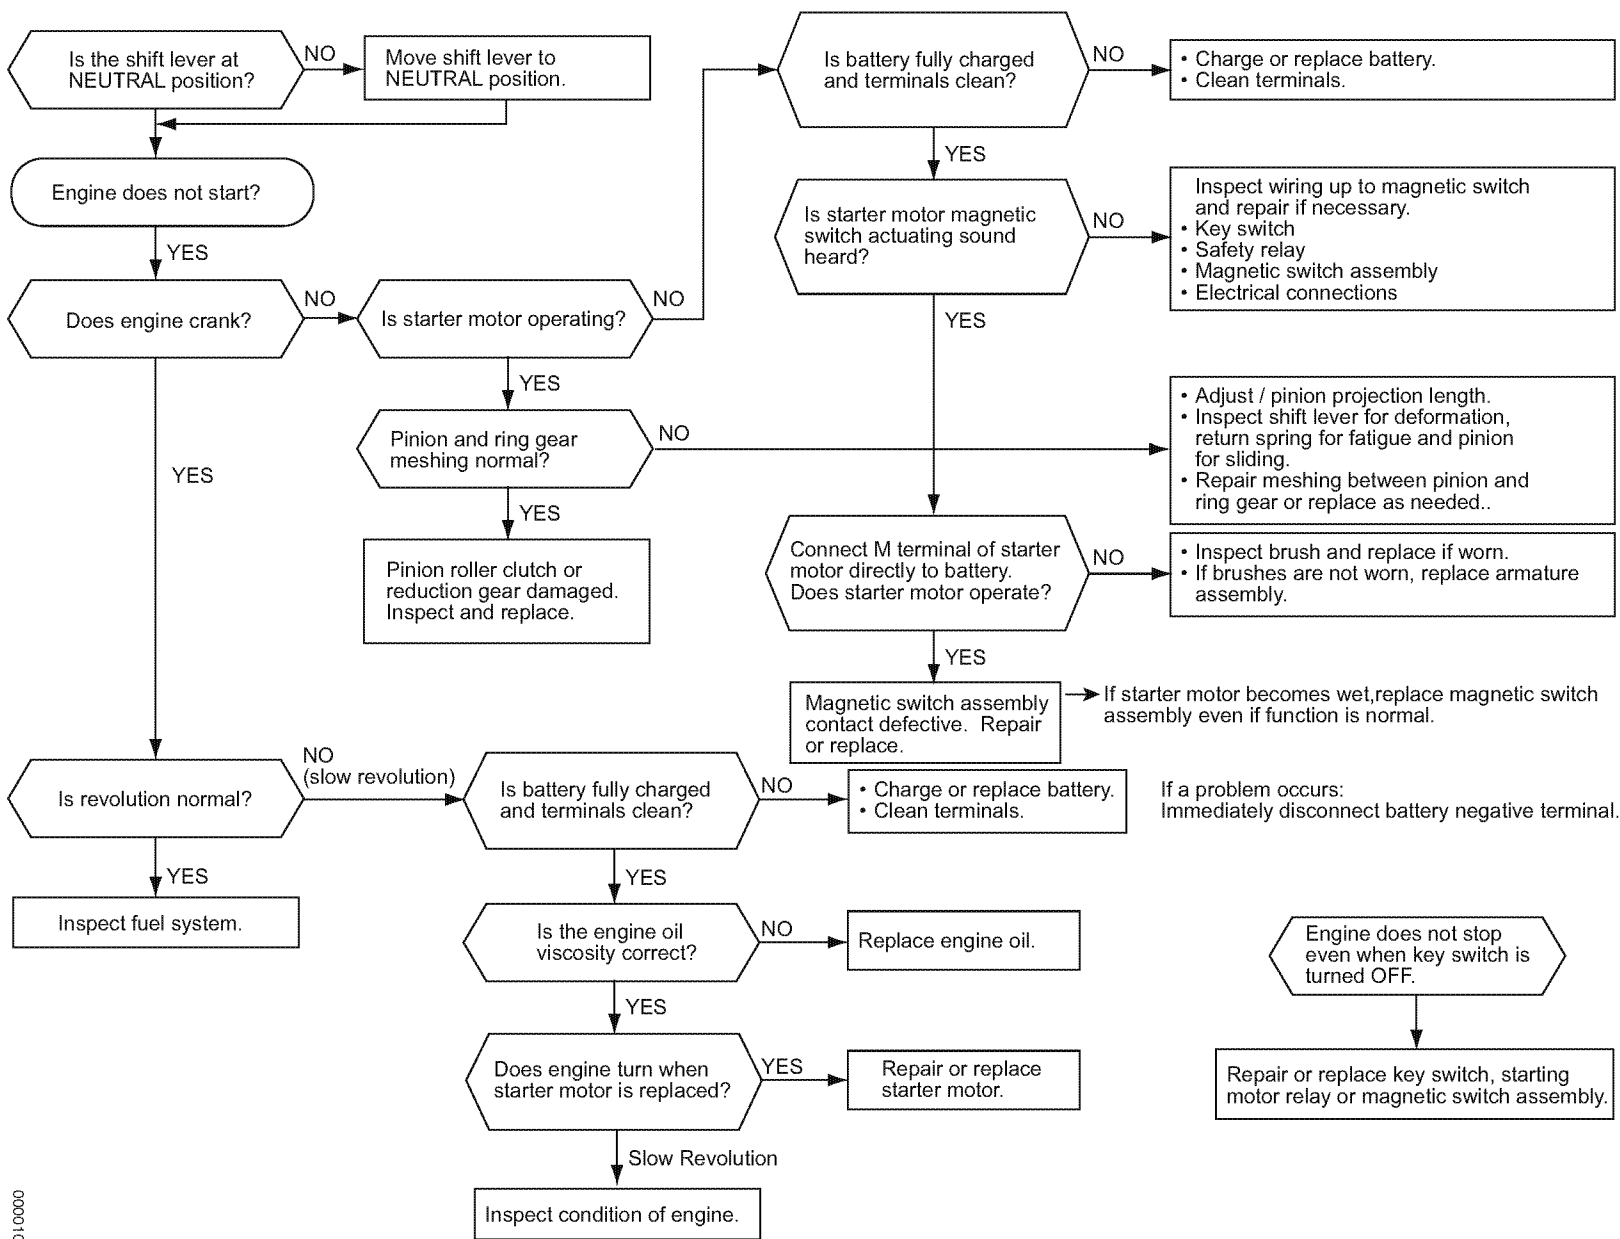 Is the shift lever at
NEUTRAL position?
NO
Move shift lever to
NEUTRAL position.
Engine does not start?
YES
Does engine crank?
NO
Is starter motor operating?
NO
YES
Pinion and ring gear
meshing normal?
NO
YES
Pinion roller clutch or
reduction gear damaged.
Inspect and replace.
Is battery fully charged
and terminals clean?
NO
• Charge or replace battery.
• Clean terminals.
YES
Is starter motor magnetic
switch actuating sound
heard?
NO
Inspect wiring up to magnetic switch
and repair if necessary.
• Key switch
• Safety relay
• Magnetic switch assembly
• Electrical connections
YES
• Adjust / pinion projection length.
• Inspect shift lever for deformation,
return spring for fatigue and pinion
for sliding.
• Repair meshing between pinion and
ring gear or replace as needed..
Connect M terminal of starter
motor directly to battery.
Does starter motor operate?
NO
• Inspect brush and replace if worn.
• If brushes are not worn, replace armature
assembly.
YES
Magnetic switch assembly
contact defective. Repair
or replace.
If starter motor becomes wet,replace magnetic switch
assembly even if function is normal.
YES
Is revolution normal?
NO
(slow revolution)
Is battery fully charged
and terminals clean?
NO
• Charge or replace battery.
• Clean terminals.
If a problem occurs:
Immediately disconnect battery negative terminal.
YES
Inspect fuel system.
YES
Is the engine oil
viscosity correct?
NO
Replace engine oil.
YES
Does engine turn when
starter motor is replaced?
YES
Repair or replace
starter motor.
Slow Revolution
Inspect condition of engine.
Engine does not stop
even when key switch is
turned OFF.
Repair or replace key switch, starting
motor relay or magnetic switch assembly.